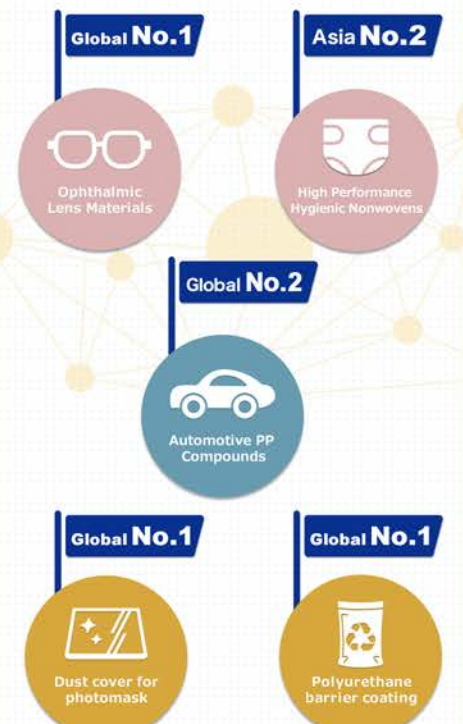 Global No.1
Ophthalmic
Lens Materials
Asia No.2
High Performance
Hygienic Nonwovens
Global No.2
Automotive PP
Compounds
Global No.1
Dust cover for
photomask
Global No.1
Polyurethane
barrier coating